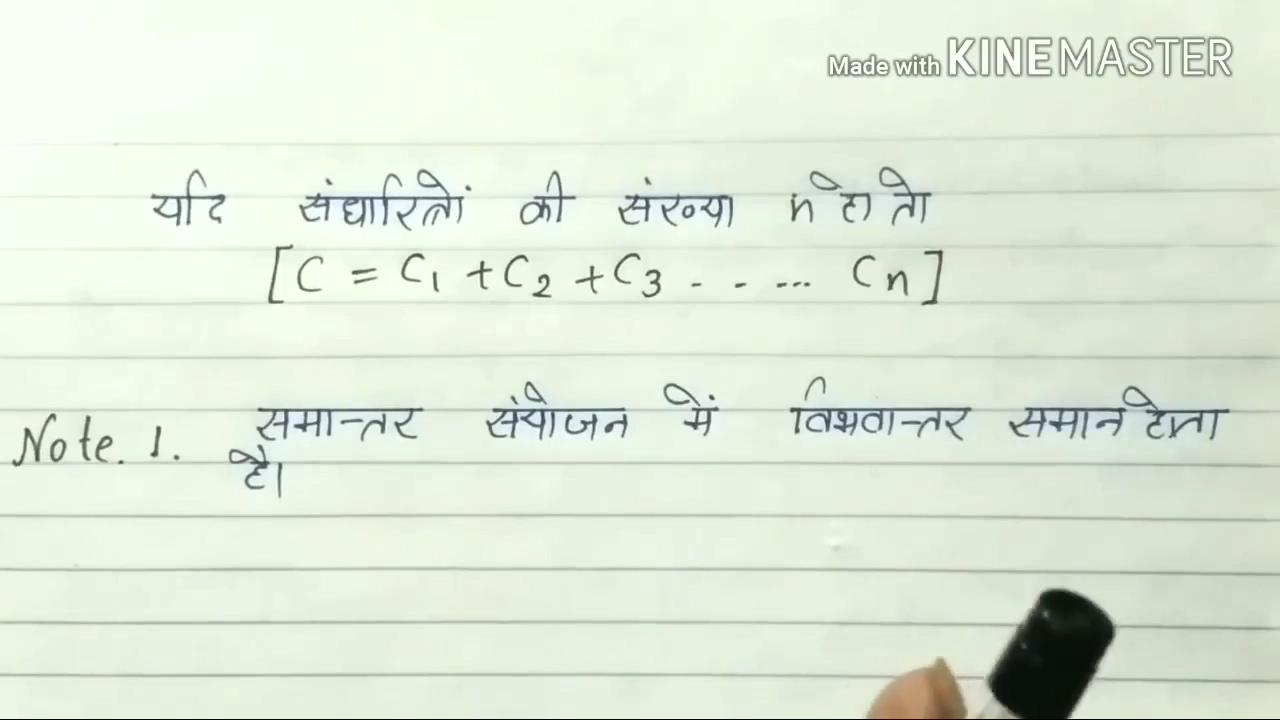 Made with KINEMASTER
यदि संधारित्रों की संख्या n हो तो
[C = C₁ + C₂ + C₃ - - - ... Cₙ]
Note. 1. समान्तर संयोजन में विभवान्तर समान होता
है।